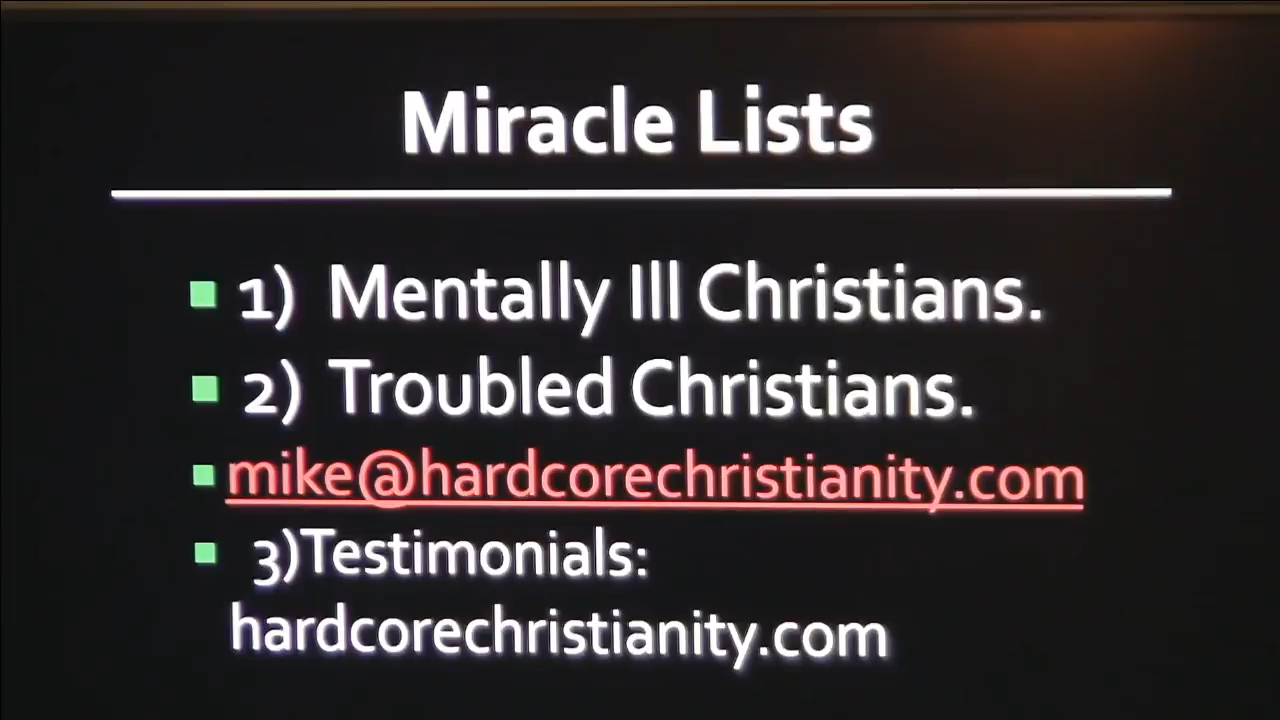 Miracle Lists
1) Mentally Ill Christians.
2) Troubled Christians.
mike@hardcorechristianity.com
3)Testimonials:
hardcorechristianity.com